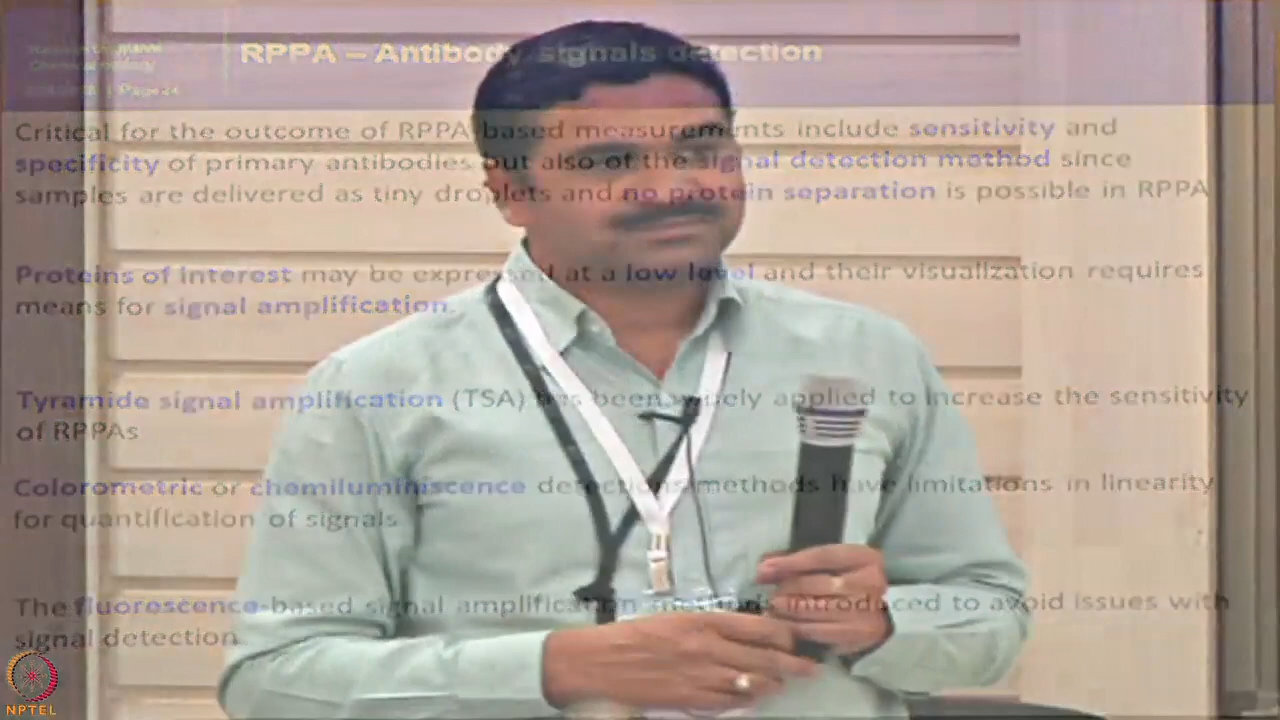 RPPA – Antibody signals detection
Page 24
Critical for the outcome of RPPA-based measurements include sensitivity and
specificity of primary antibodies but also of the signal detection method since
samples are delivered as tiny droplets and no protein separation is possible in RPPA
Proteins of interest may be expressed at a low level and their visualization requires
means for signal amplification.
Tyramide signal amplification (TSA) has been widely applied to increase the sensitivity
of RPPAs
Colorometric or chemiluminiscence detections methods have limitations in linearity
for quantification of signals
The fluorescence-based signal amplification methods introduced to avoid issues with
signal detection.
NPTEL